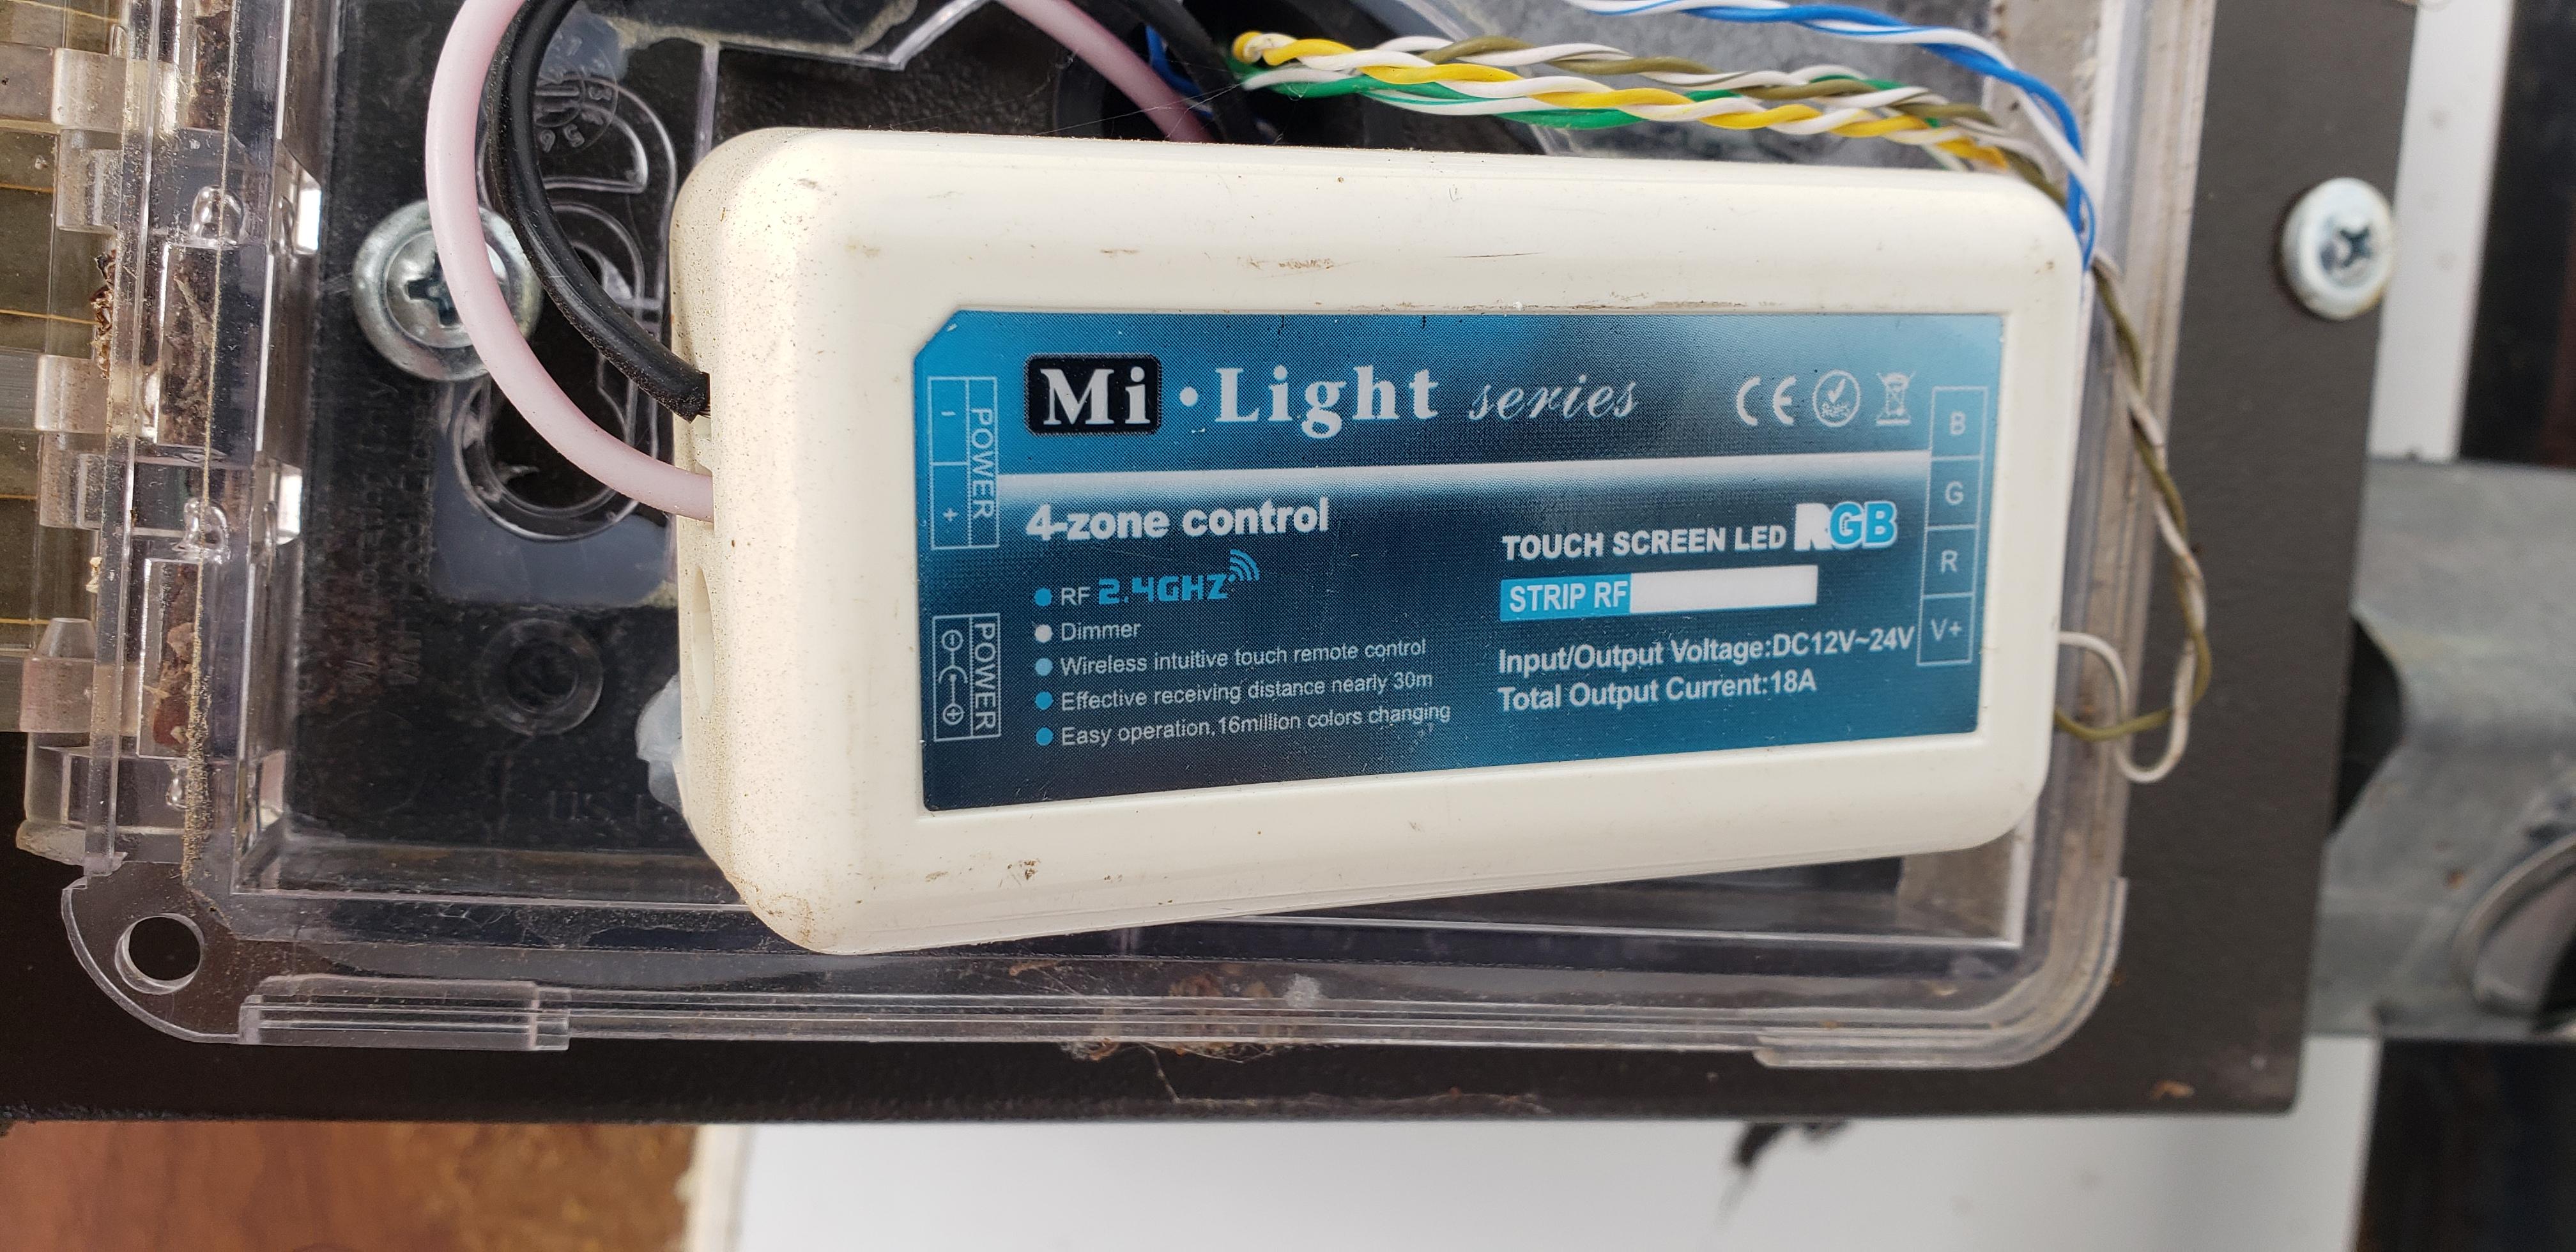 Mi·Light series
CE
RoHS
POWER
-
+
4-zone control
RF 2.4GHZ
Dimmer
Wireless intuitive touch remote control
Effective receiving distance nearly 30m
Easy operation,16million colors changing
POWER
TOUCH SCREEN LED RGB
STRIP RF
Input/Output Voltage:DC12V~24V
Total Output Current:18A
B
G
R
V+